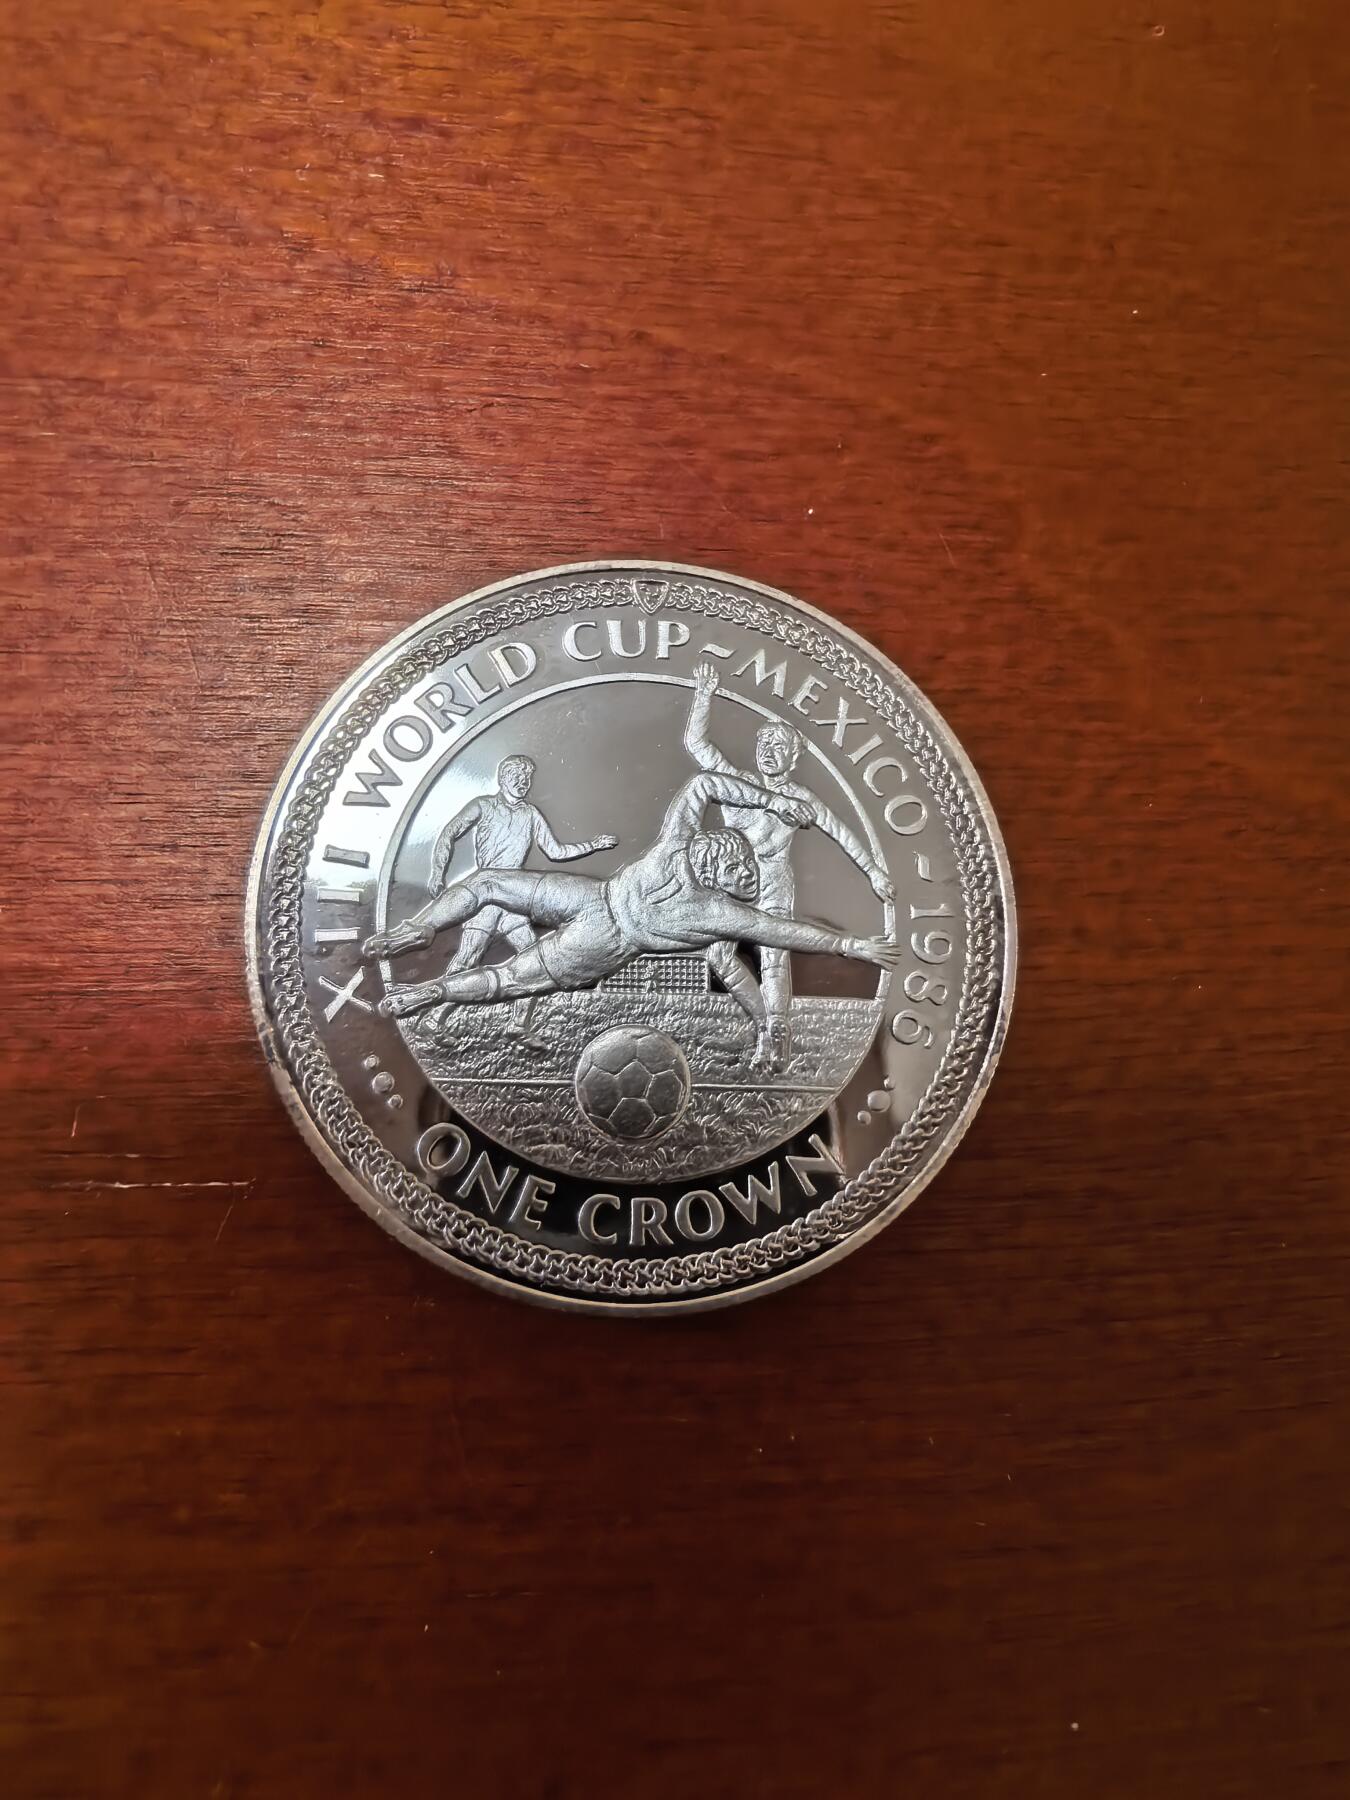 XIII WORLD CUP ~ MEXICO ~ 1986
ONE CROWN